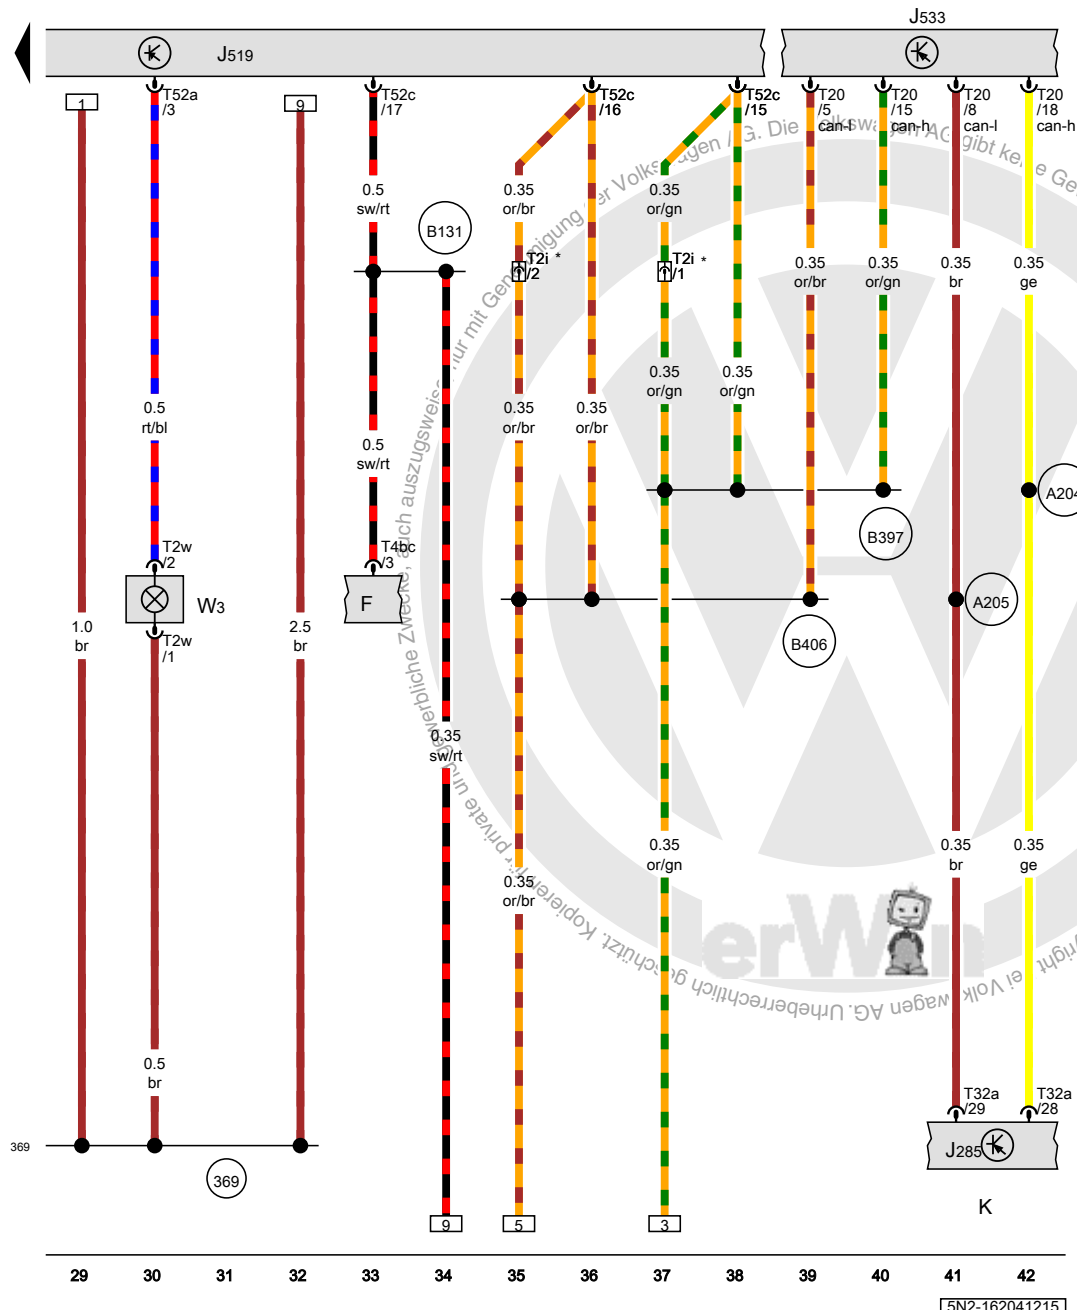 J533
J519
1
T52a
/3
9
T52c
/17
T52c
/16
T52c
/15
T20
/5
can-l
T20
/15
can-h
T20
/8
can-l
T20
/18
can-h
0.5
sw/rt
B131
0.35
or/br
0.35
or/gn
T2i *
/2
T2i *
/1
0.35
or/br
0.35
or/gn
0.35
br
0.35
ge
0.5
rt/bl
0.5
sw/rt
0.35
or/br
0.35
or/br
0.35
or/gn
0.35
or/gn
A204
B397
T2w
/2
T4bc
/3
W3
F
A205
T2w
/1
1.0
br
2.5
br
B406
0.35
sw/rt
0.35
or/br
0.35
or/gn
0.35
br
0.35
ge
erWin
0.5
br
T32a
/29
T32a
/28
369
369
J285
K
9
5
3
29 30 31 32 33 34 35 36 37 38 39 40 41 42
5N2-162041215